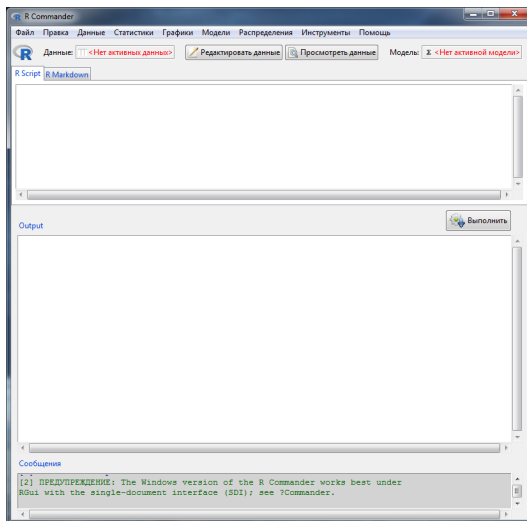 R Commander
Файл Правка Данные Статистики Графики Модели Распределения Инструменты Помощь
R Данные: <Нет активных данных> Редактировать данные Просмотреть данные Модель: Σ <Нет активной модели>
R Script R Markdown
Выполнить
Output
Сообщения
[2] ПРЕДУПРЕЖДЕНИЕ: The Windows version of the R Commander works best under
RGui with the single-document interface (SDI); see ?Commander.